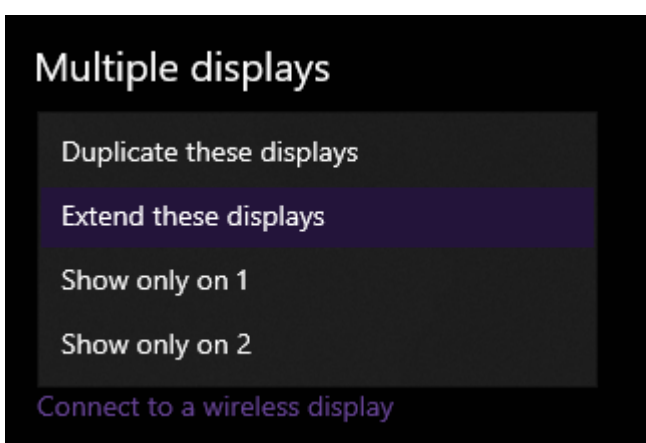 Multiple displays
Duplicate these displays
Extend these displays
Show only on 1
Show only on 2
Connect to a wireless display